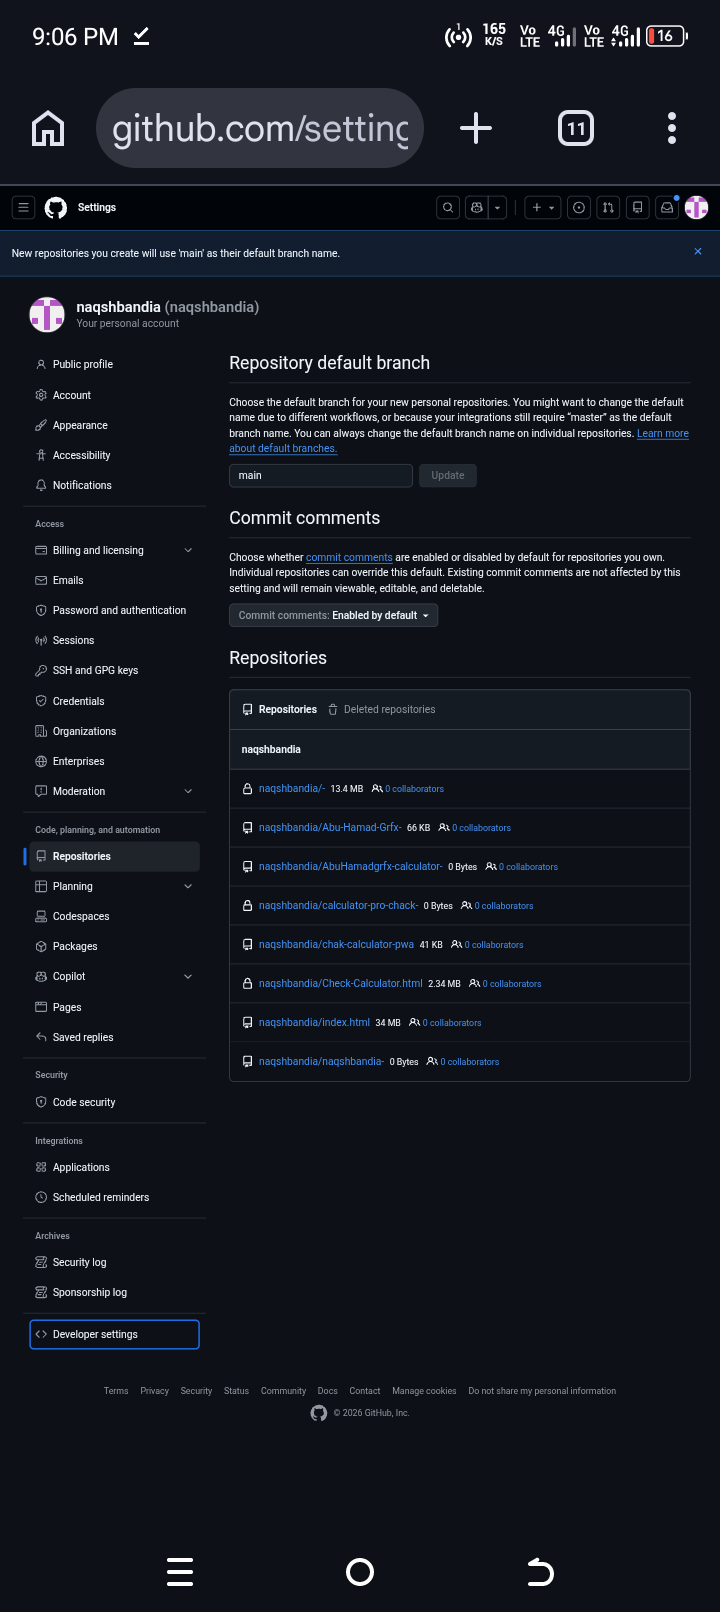 9:06 PM
1
165
K/S
Vo
LTE
4G
Vo
LTE
4G
16
github.com/setting
11
Settings
New repositories you create will use 'main' as their default branch name.
naqshbandia (naqshbandia)
Your personal account
Public profile
Account
Appearance
Accessibility
Notifications
Access
Billing and licensing
Emails
Password and authentication
Sessions
SSH and GPG keys
Credentials
Organizations
Enterprises
Moderation
Code, planning, and automation
Repositories
Planning
Codespaces
Packages
Copilot
Pages
Saved replies
Security
Code security
Integrations
Applications
Scheduled reminders
Archives
Security log
Sponsorship log
Developer settings
Repository default branch
Choose the default branch for your new personal repositories. You might want to change the default
name due to different workflows, or because your integrations still require “master” as the default
branch name. You can always change the default branch name on individual repositories. Learn more
about default branches.
main
Update
Commit comments
Choose whether commit comments are enabled or disabled by default for repositories you own.
Individual repositories can override this default. Existing commit comments are not affected by this
setting and will remain viewable, editable, and deletable.
Commit comments: Enabled by default
Repositories
Repositories Deleted repositories
naqshbandia
naqshbandia/- 13.4 MB 0 collaborators
naqshbandia/Abu-Hamad-Grfx- 66 KB 0 collaborators
naqshbandia/AbuHamadgrfx-calculator- 0 Bytes 0 collaborators
naqshbandia/calculator-pro-chack- 0 Bytes 0 collaborators
naqshbandia/chak-calculator-pwa 41 KB 0 collaborators
naqshbandia/Check-Calculator.html 2.34 MB 0 collaborators
naqshbandia/index.html 34 MB 0 collaborators
naqshbandia/naqshbandia- 0 Bytes 0 collaborators
Terms Privacy Security Status Community Docs Contact Manage cookies Do not share my personal information
© 2026 GitHub, Inc.